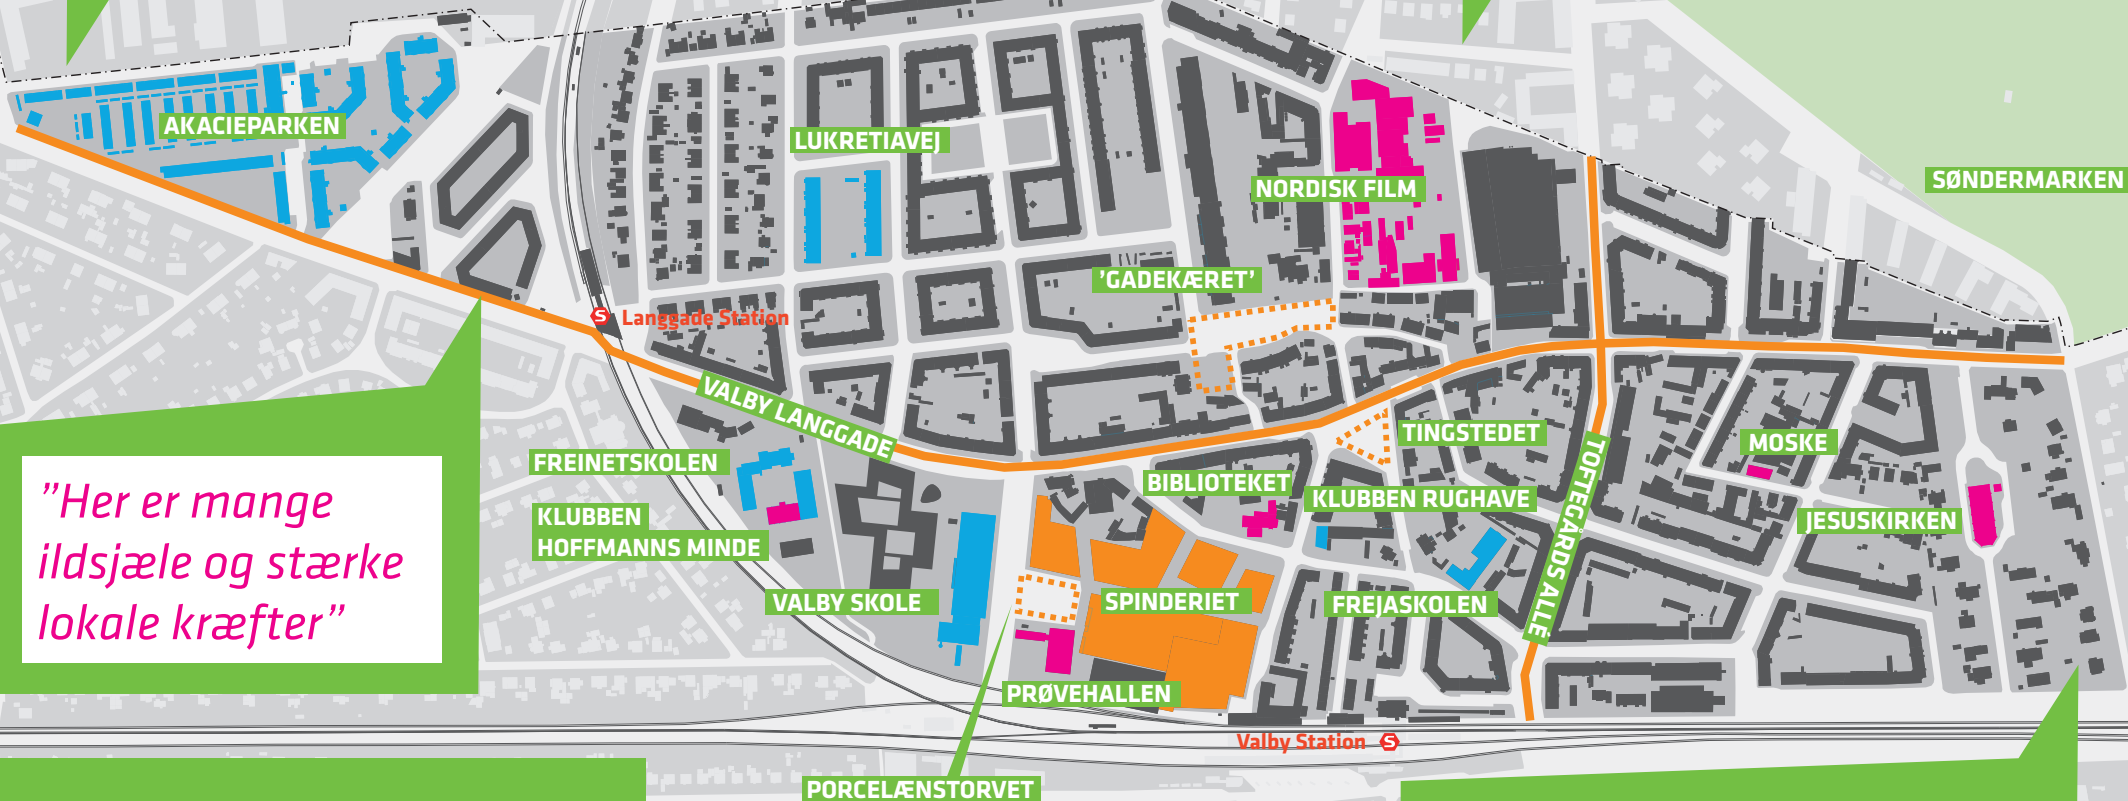 AKACIEPARKEN
LUKRETIAVEJ
NORDISK FILM
SØNDERMARKEN
'GADEKÆRET'
S Langgade Station
VALBY LANGGADE
TINGSTEDET
MOSKE
FREINETSKOLEN
BIBLIOTEKET
KLUBBEN RUGHAVE
TOFTEGÅRDS ALLÉ
JESUSKIRKEN
KLUBBEN
HOFFMANNS MINDE
"Her er mange
ildsjæle og stærke
lokale kræfter"
VALBY SKOLE
SPINDERIET
FREJASKOLEN
PRØVEHALLEN
Valby Station S
PORCELÆNSTORVET